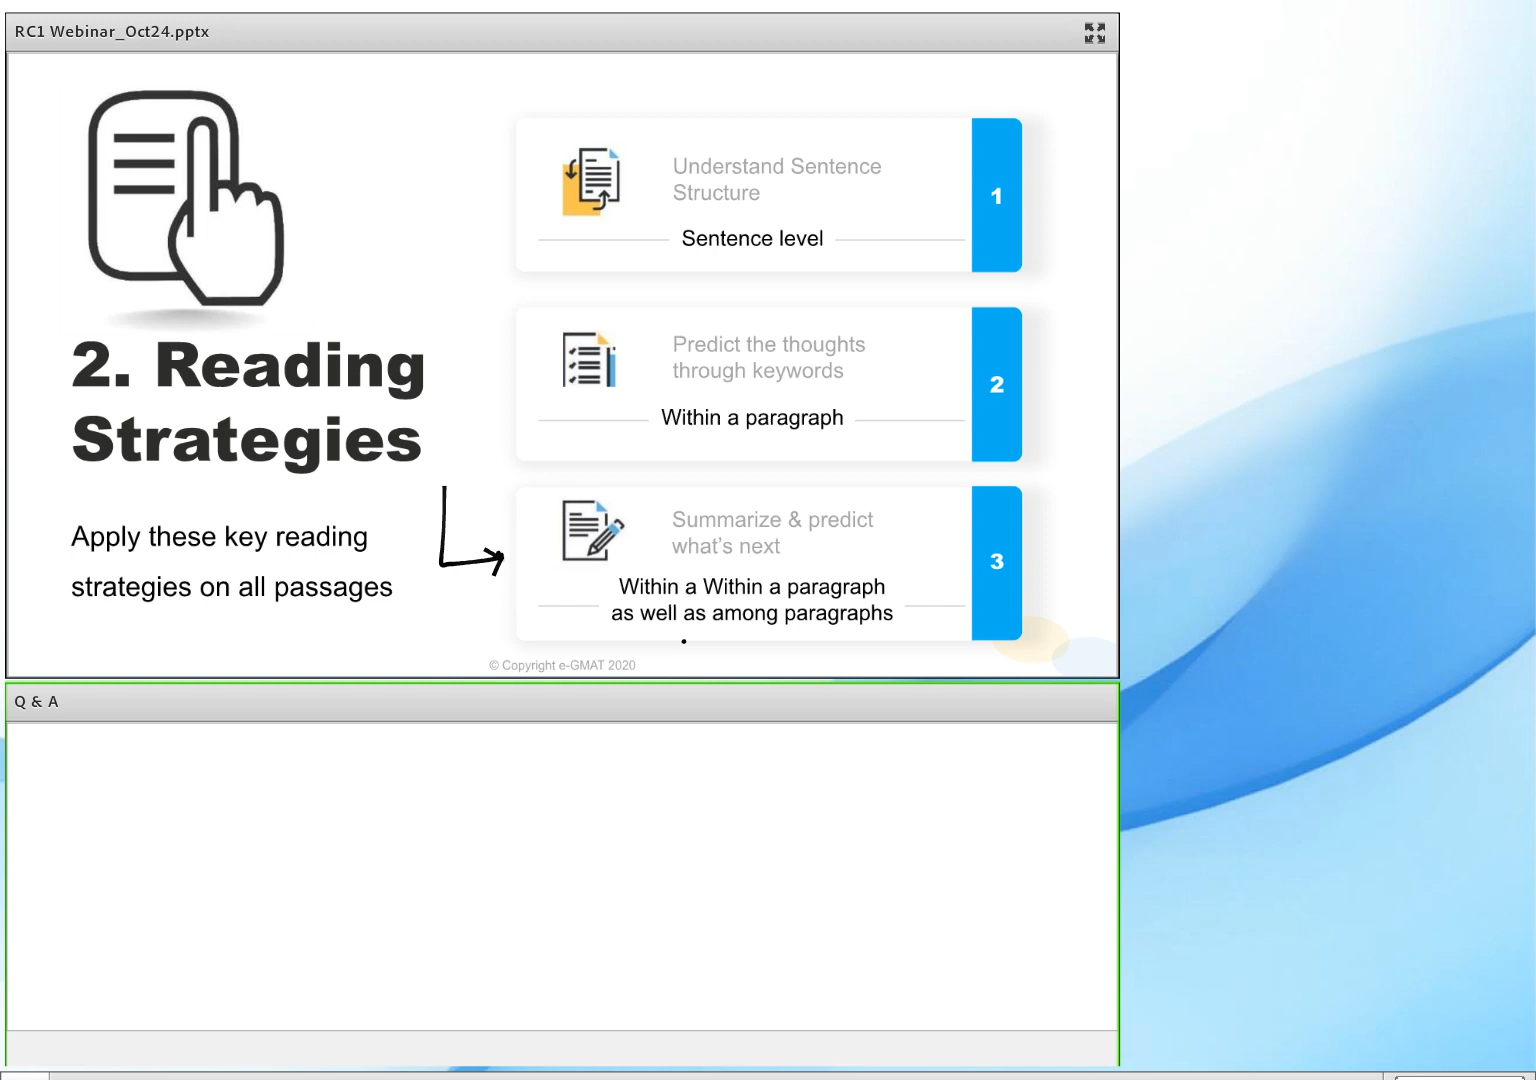 RC1 Webinar_Oct24.pptx
2. Reading
Strategies
Apply these key reading
strategies on all passages
Understand Sentence
Structure
Sentence level
1
Predict the thoughts
through keywords
Within a paragraph
2
Summarize & predict
what's next
Within a Within a paragraph
as well as among paragraphs
3
© Copyright e-GMAT 2020
Q & A